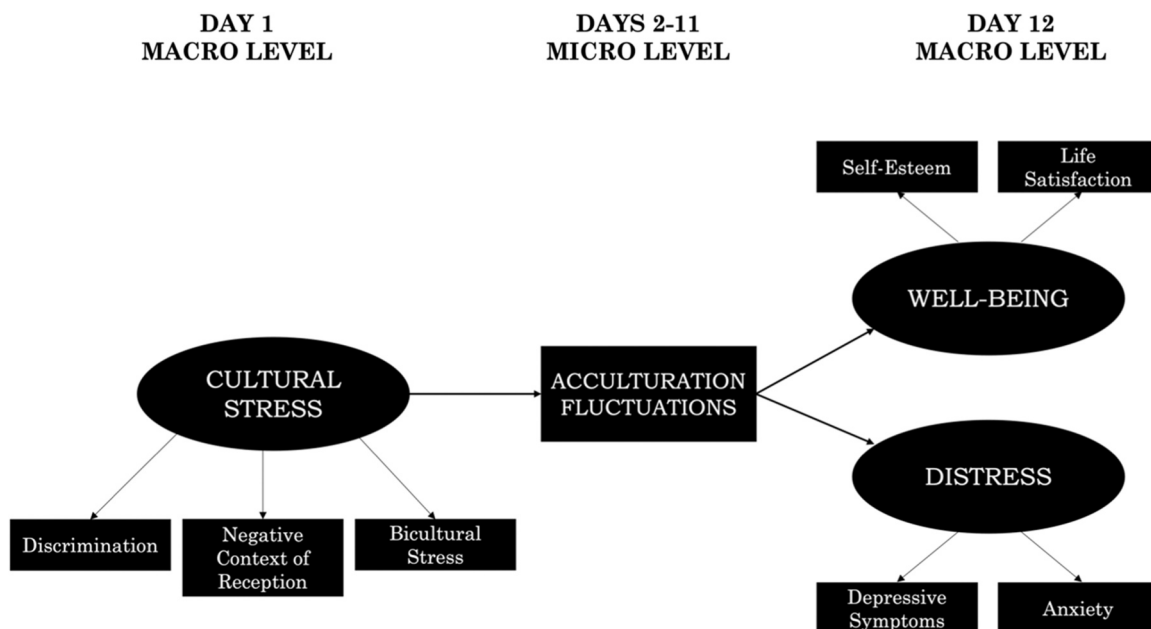 DAY 1
MACRO LEVEL
DAYS 2-11
MICRO LEVEL
DAY 12
MACRO LEVEL
Self-Esteem
Life
Satisfaction
WELL-BEING
CULTURAL
STRESS
ACCULTURATION
FLUCTUATIONS
DISTRESS
Discrimination
Negative
Context of
Reception
Bicultural
Stress
Depressive
Symptoms
Anxiety